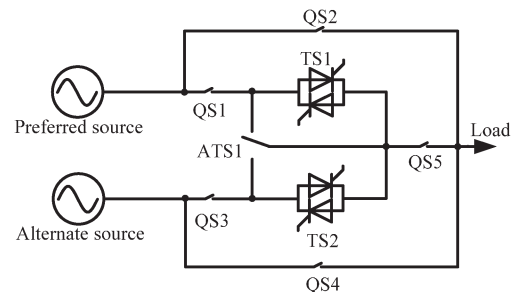 QS2
TS1
QS1
Preferred source
Load
ATS1
QS5
QS3
Alternate source
TS2
QS4